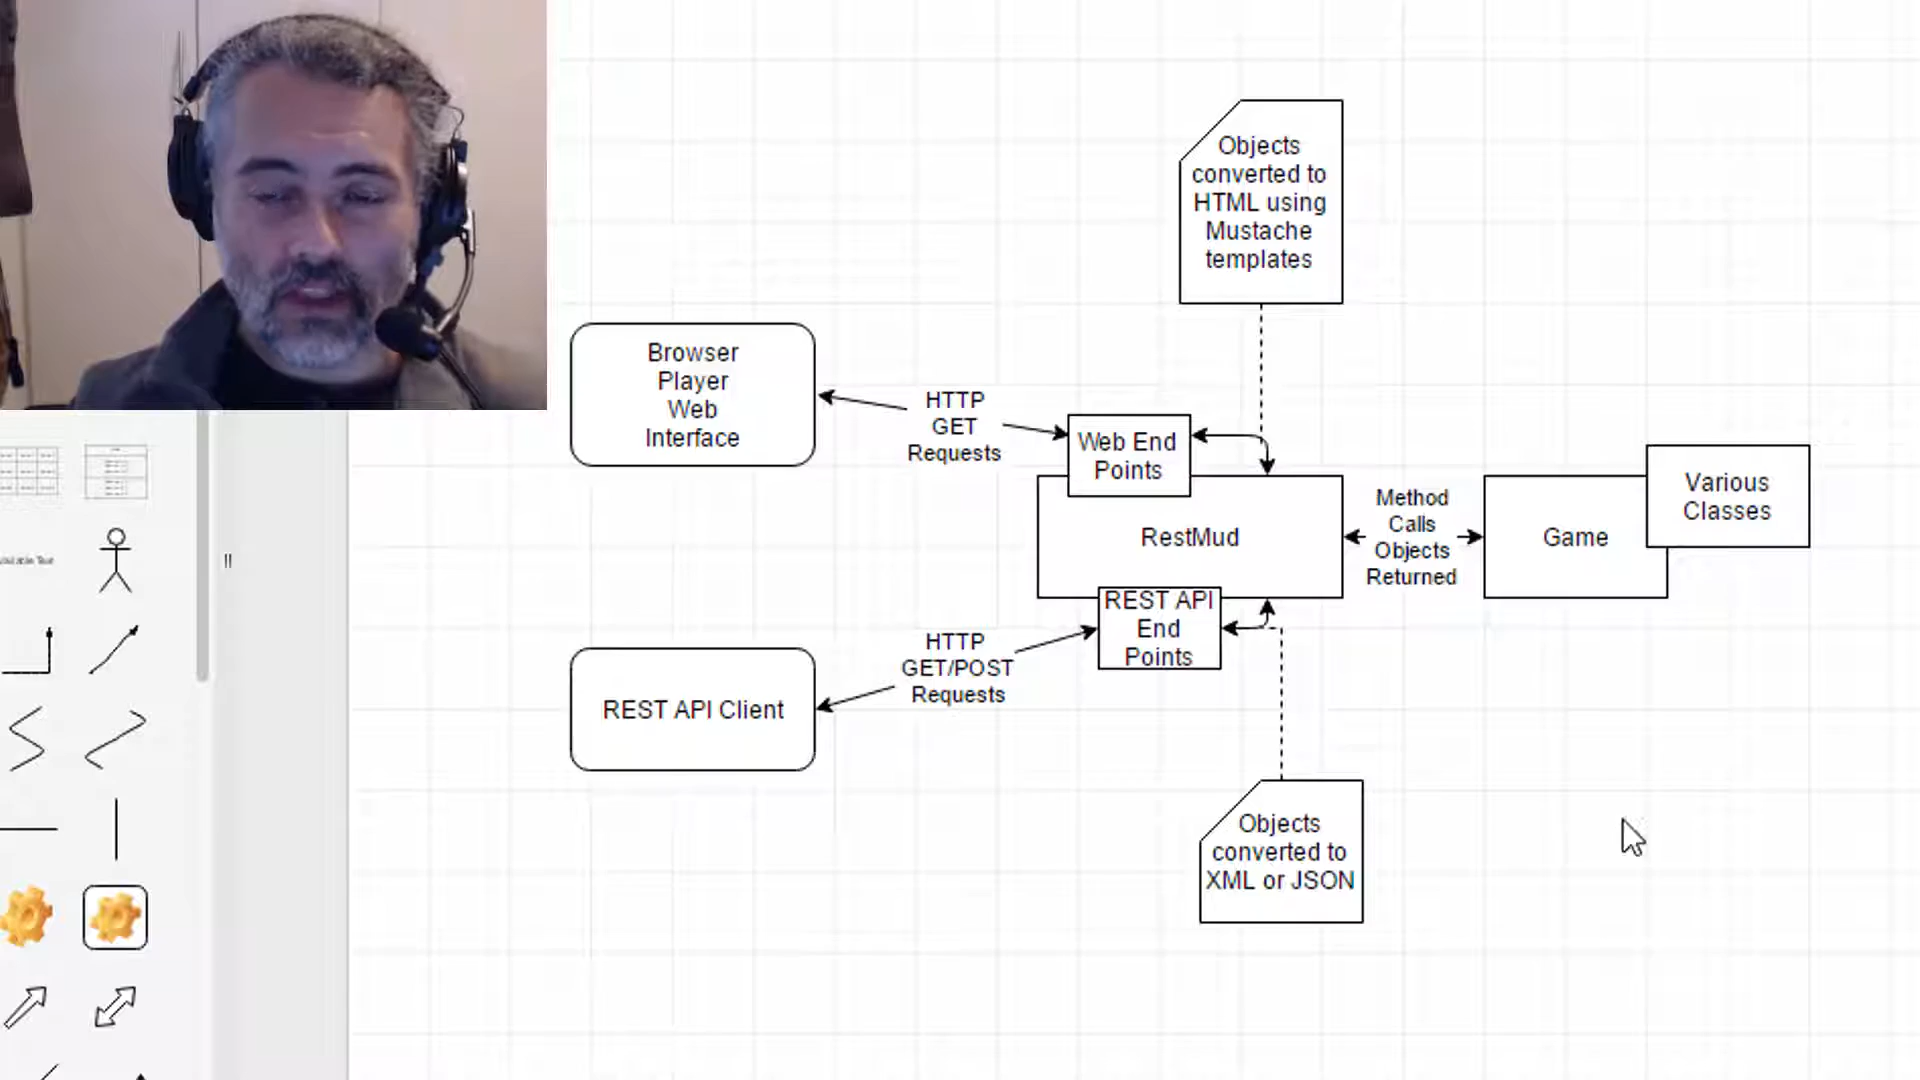 Objects
converted to
HTML using
Mustache
templates
Browser
Player
Web
Interface
HTTP
GET
Requests
Web End
Points
RestMud
Method
Calls
Objects
Returned
Game
Various
Classes
REST API
End
Points
HTTP
GET/POST
Requests
REST API Client
Objects
converted to
XML or JSON